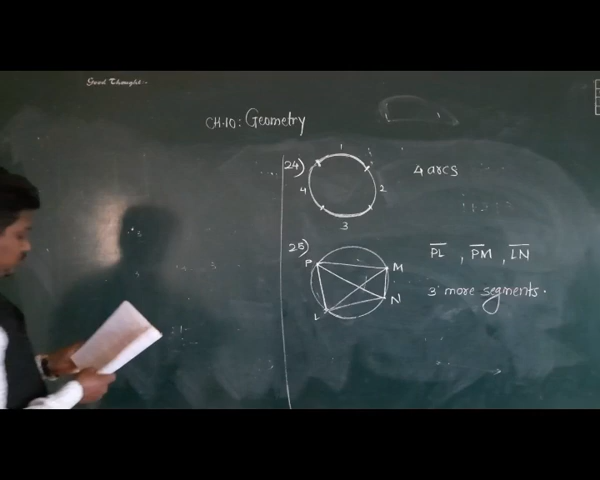 Good Thought:-
CH.10: Geometry
24)
1
2
3
4
4 arcs
25)
P
M
N
L
PL , PM , LN
3 more segments.